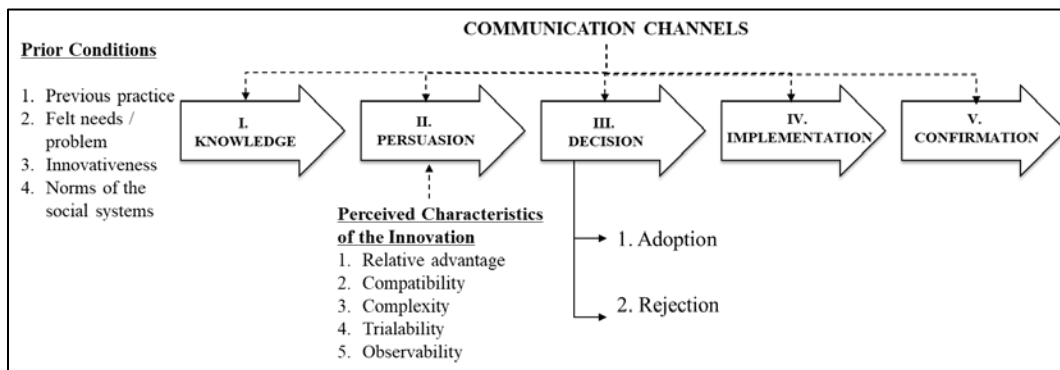 COMMUNICATION CHANNELS
Prior Conditions
1. Previous practice
2. Felt needs /
problem
3. Innovativeness
4. Norms of the
social systems
I.
KNOWLEDGE
II.
PERSUASION
III.
DECISION
IV.
IMPLEMENTATION
V.
CONFIRMATION
Perceived Characteristics
of the Innovation
1. Relative advantage
2. Compatibility
3. Complexity
4. Trialability
5. Observability
1. Adoption
2. Rejection